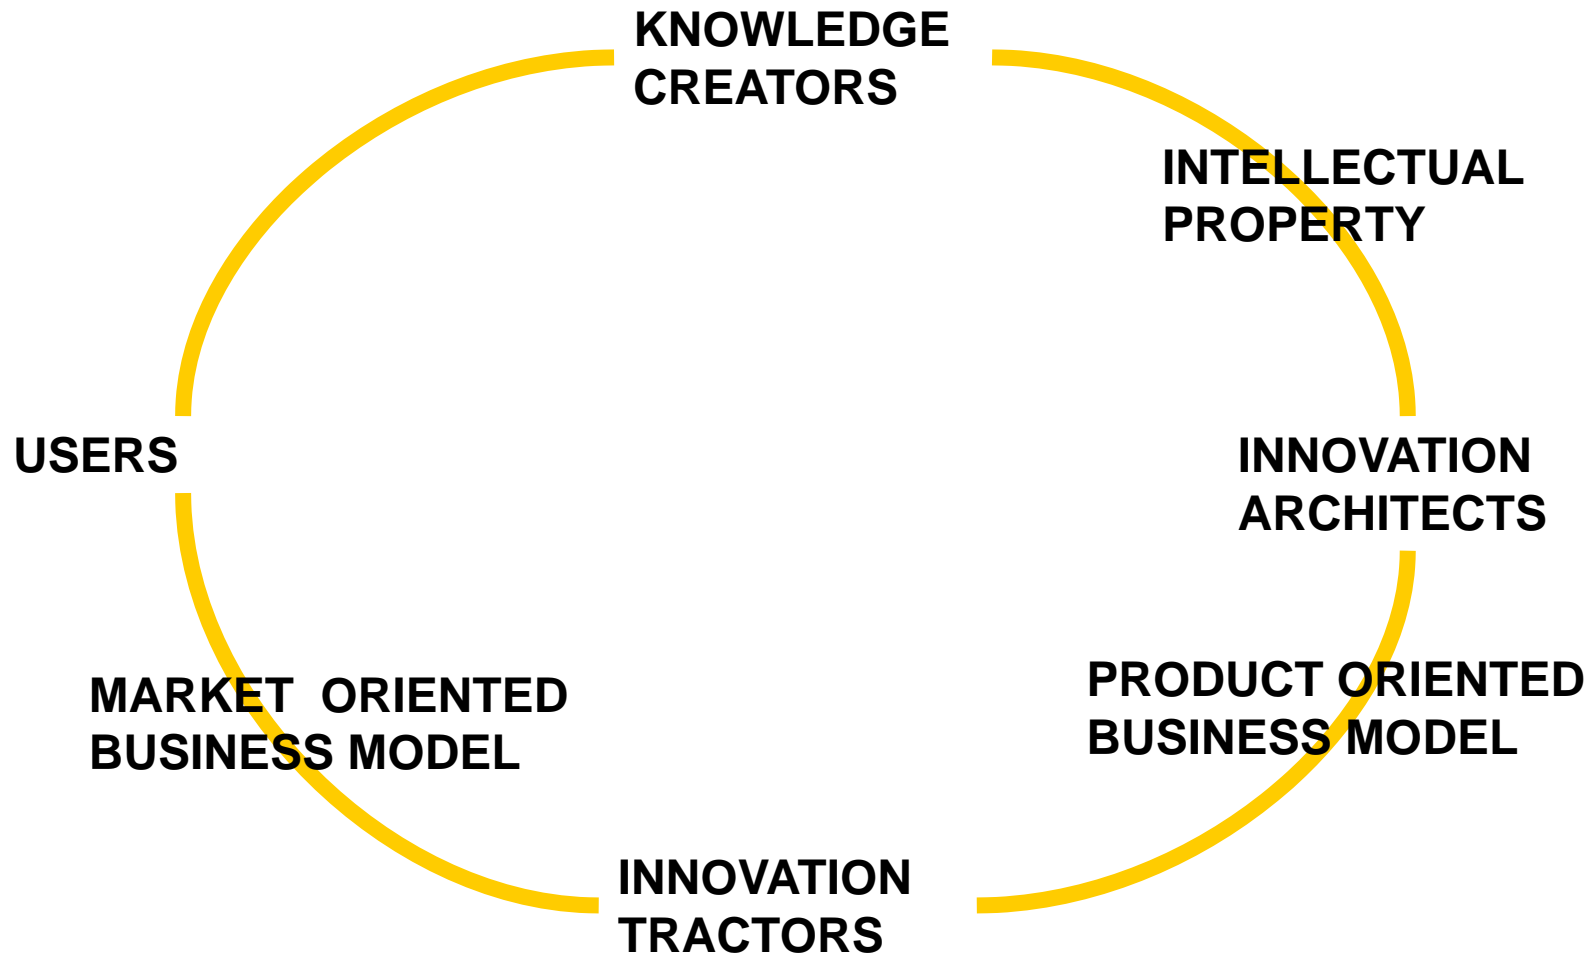 KNOWLEDGE
CREATORS
INTELLECTUAL
PROPERTY
USERS
INNOVATION
ARCHITECTS
MARKET  ORIENTED
BUSINESS MODEL
PRODUCT ORIENTED
BUSINESS MODEL
INNOVATION
TRACTORS